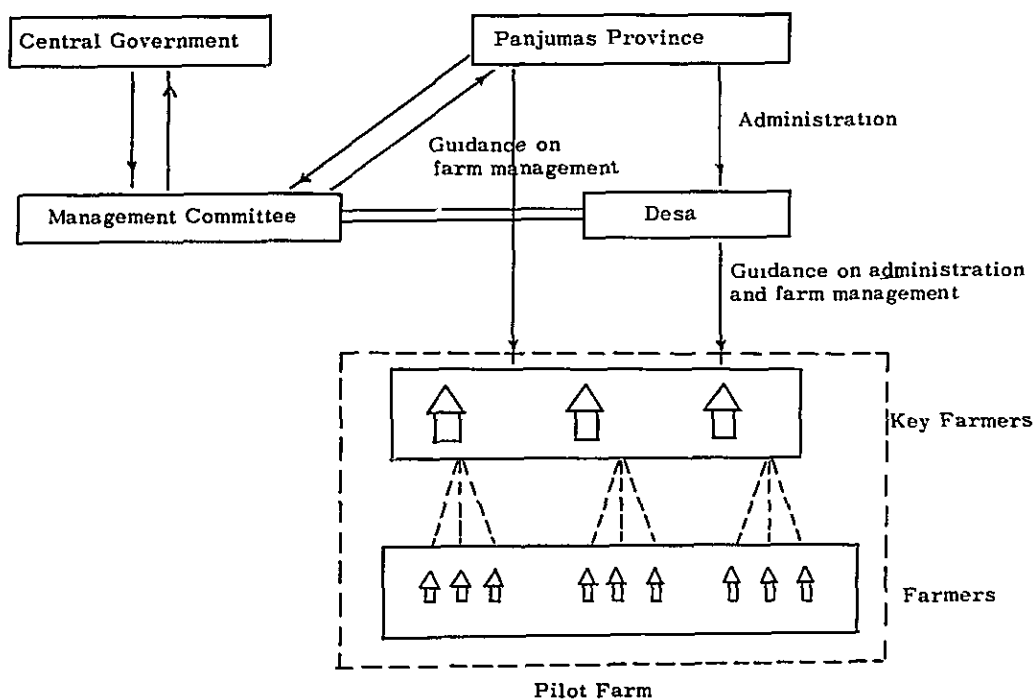 Central Government
Panjumas Province
Administration
Guidance on
farm management
Management Committee
Desa
Guidance on administration
and farm management
Key Farmers
Farmers
Pilot Farm